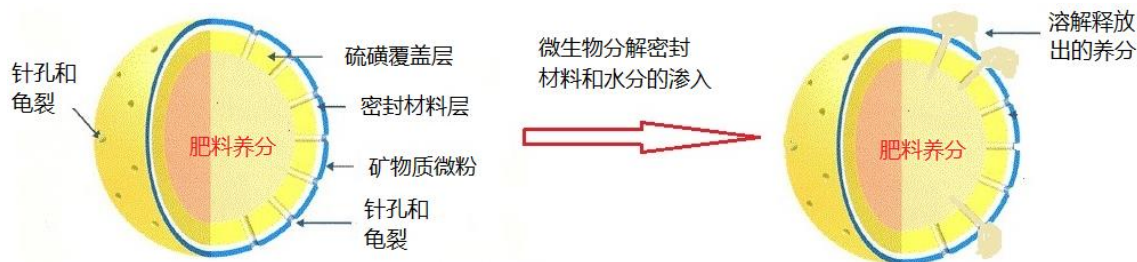 针孔和
龟裂
硫磺覆盖层
密封材料层
肥料养分
矿物质微粉
针孔和
龟裂
微生物分解密封
材料和水分的渗入
溶解释放
出的养分
肥料养分